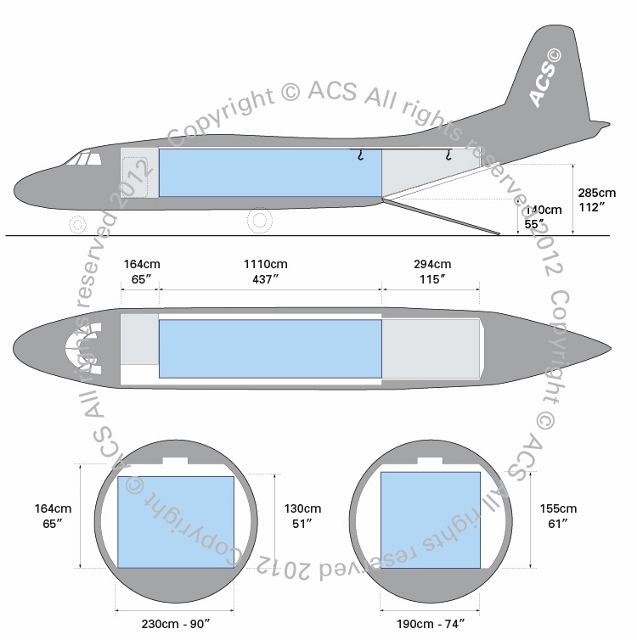 ACS©
Copyright © ACS All rights reserved 2012 Copyright © ACS All rights reserved 2012 Copyright © ACS All rights reserved 2012
285cm
112″
140cm
55″
164cm
65″
1110cm
437″
294cm
115″
164cm
65″
130cm
51″
155cm
61″
230cm - 90″
190cm - 74″